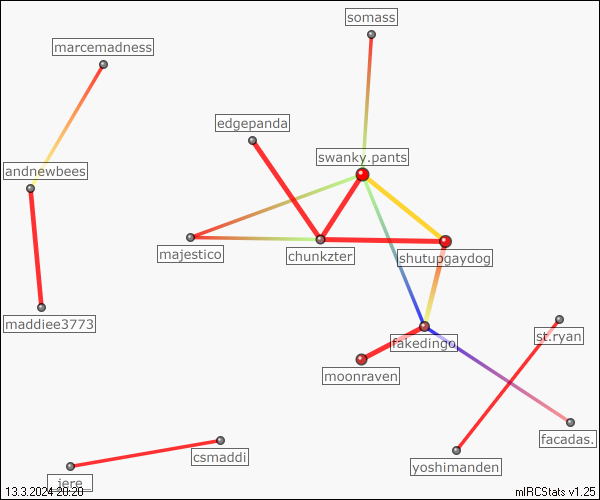 somass
marcemadness
edgepanda
swanky.pants
andnewbees
majestico
chunkzter
shutupgaydog
maddiee3773
fakedingo
st.ryan
moonraven
facadas.
csmaddi
yoshimanden
_jere_
13.3.2024 20:20
mIRCStats v1.25